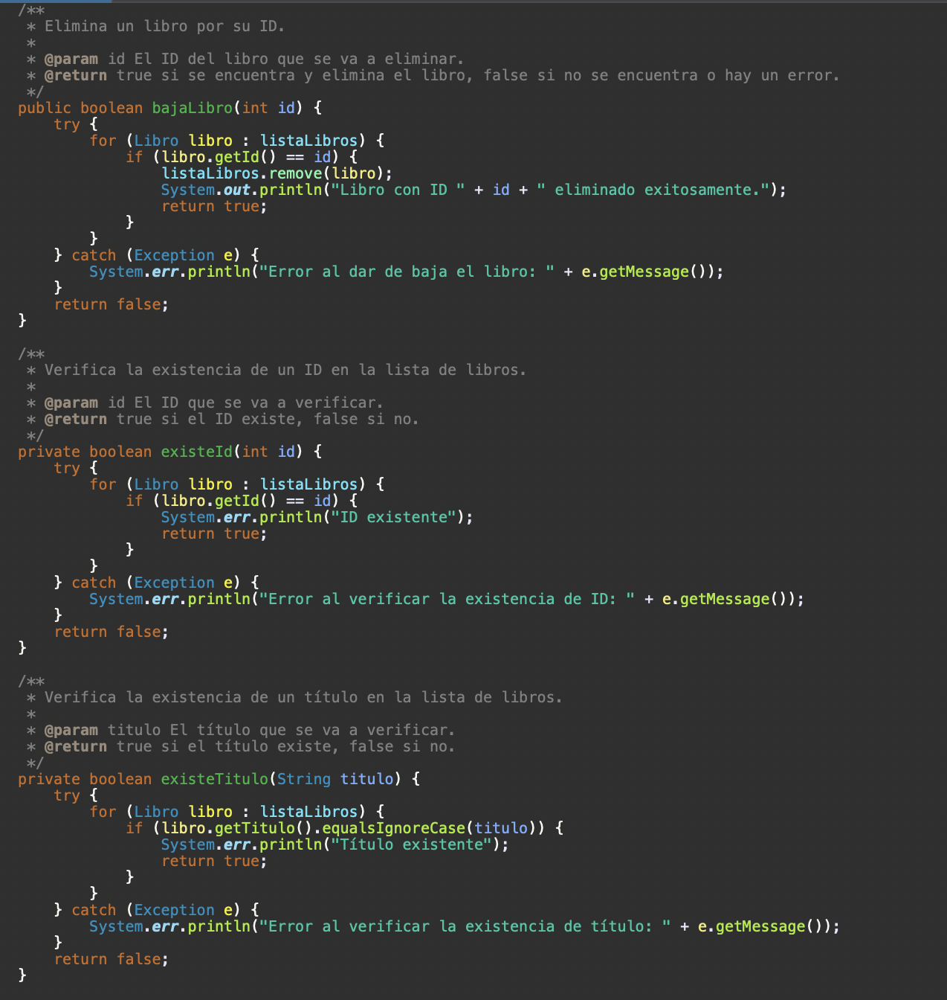 /**
 * Elimina un libro por su ID.
 *
 * @param id El ID del libro que se va a eliminar.
 * @return true si se encuentra y elimina el libro, false si no se encuentra o hay un error.
 */
public boolean bajaLibro(int id) {
    try {
        for (Libro libro : listaLibros) {
            if (libro.getId() == id) {
                listaLibros.remove(libro);
                System.out.println("Libro con ID " + id + " eliminado exitosamente.");
                return true;
            }
        }
    } catch (Exception e) {
        System.err.println("Error al dar de baja el libro: " + e.getMessage());
    }
    return false;
}

/**
 * Verifica la existencia de un ID en la lista de libros.
 *
 * @param id El ID que se va a verificar.
 * @return true si el ID existe, false si no.
 */
private boolean existeId(int id) {
    try {
        for (Libro libro : listaLibros) {
            if (libro.getId() == id) {
                System.err.println("ID existente");
                return true;
            }
        }
    } catch (Exception e) {
        System.err.println("Error al verificar la existencia de ID: " + e.getMessage());
    }
    return false;
}

/**
 * Verifica la existencia de un título en la lista de libros.
 *
 * @param titulo El título que se va a verificar.
 * @return true si el título existe, false si no.
 */
private boolean existeTitulo(String titulo) {
    try {
        for (Libro libro : listaLibros) {
            if (libro.getTitulo().equalsIgnoreCase(titulo)) {
                System.err.println("Título existente");
                return true;
            }
        }
    } catch (Exception e) {
        System.err.println("Error al verificar la existencia de título: " + e.getMessage());
    }
    return false;
}